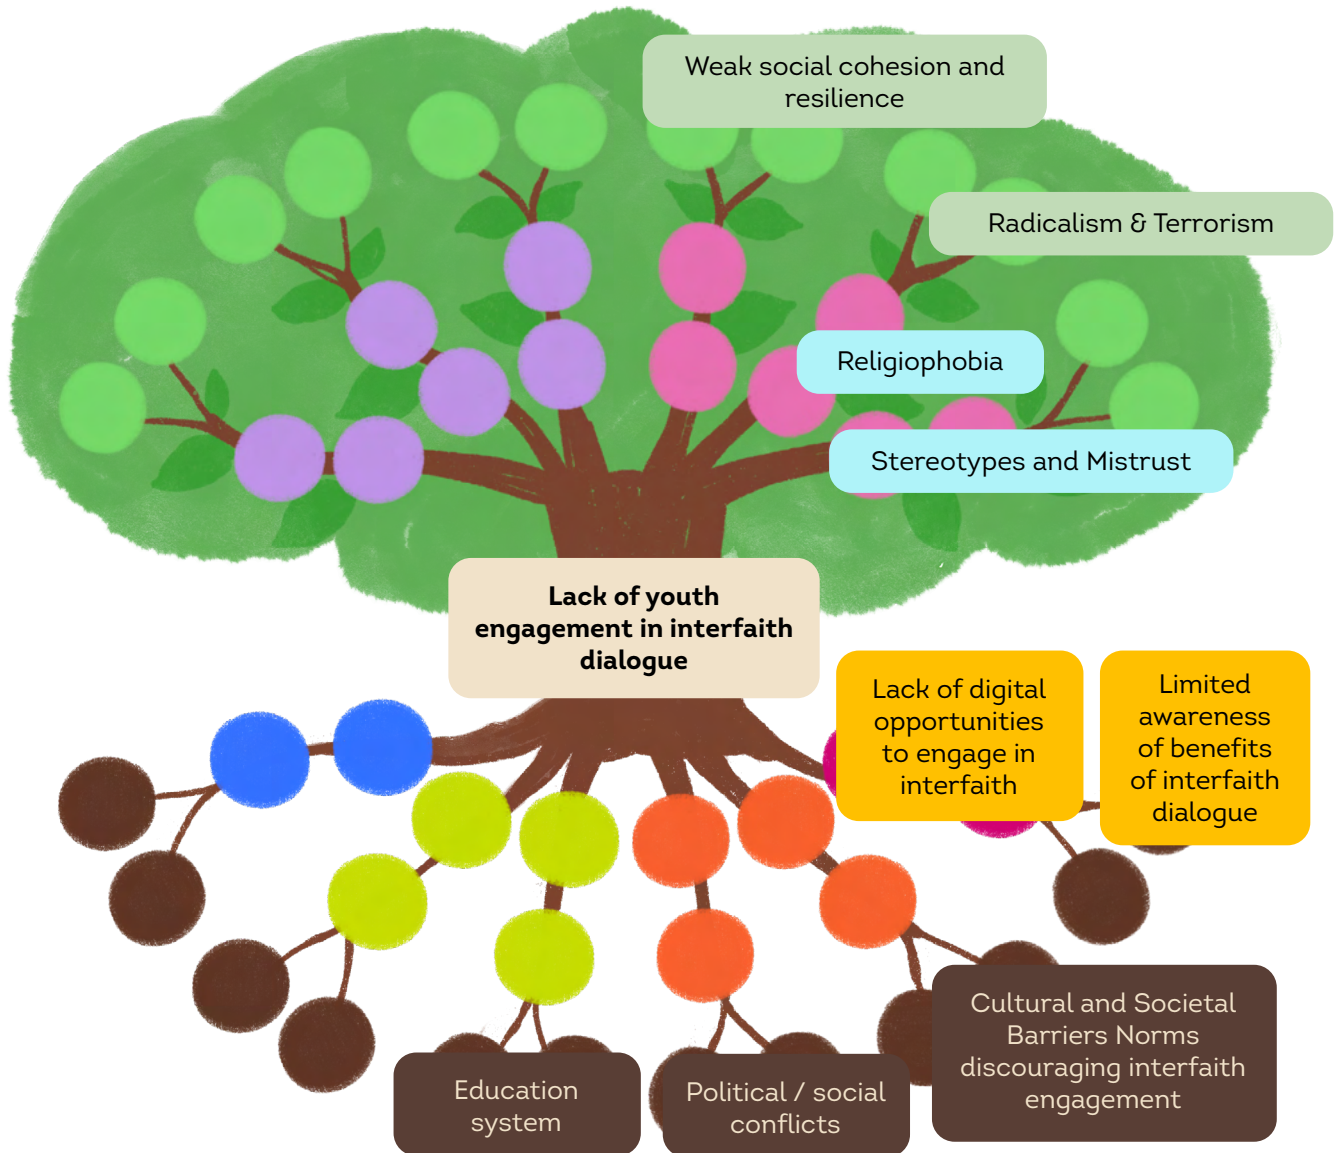 Weak social cohesion and
resilience
Radicalism & Terrorism
Religiophobia
Stereotypes and Mistrust
Lack of youth
engagement in interfaith
dialogue
Lack of digital
opportunities
to engage in
interfaith
Limited
awareness
of benefits
of interfaith
dialogue
Education
system
Political / social
conflicts
Cultural and Societal
Barriers Norms
discouraging interfaith
engagement